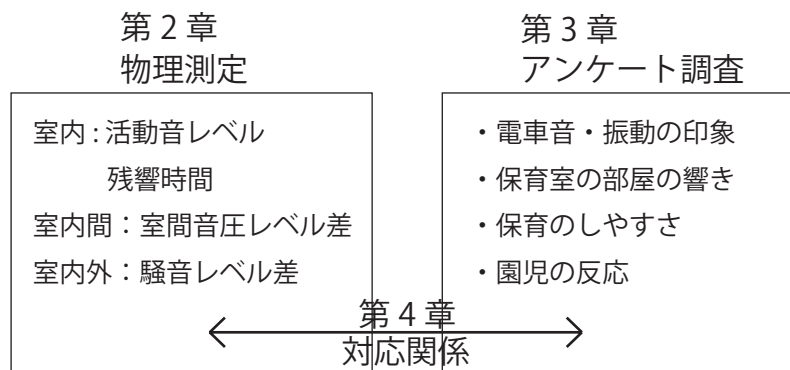 第 2 章
物理測定
室内 : 活動音レベル
残響時間
室内間：室間音圧レベル差
室内外：騒音レベル差
第 3 章
アンケート調査
・電車音・振動の印象
・保育室の部屋の響き
・保育のしやすさ
・園児の反応
第 4 章
対応関係